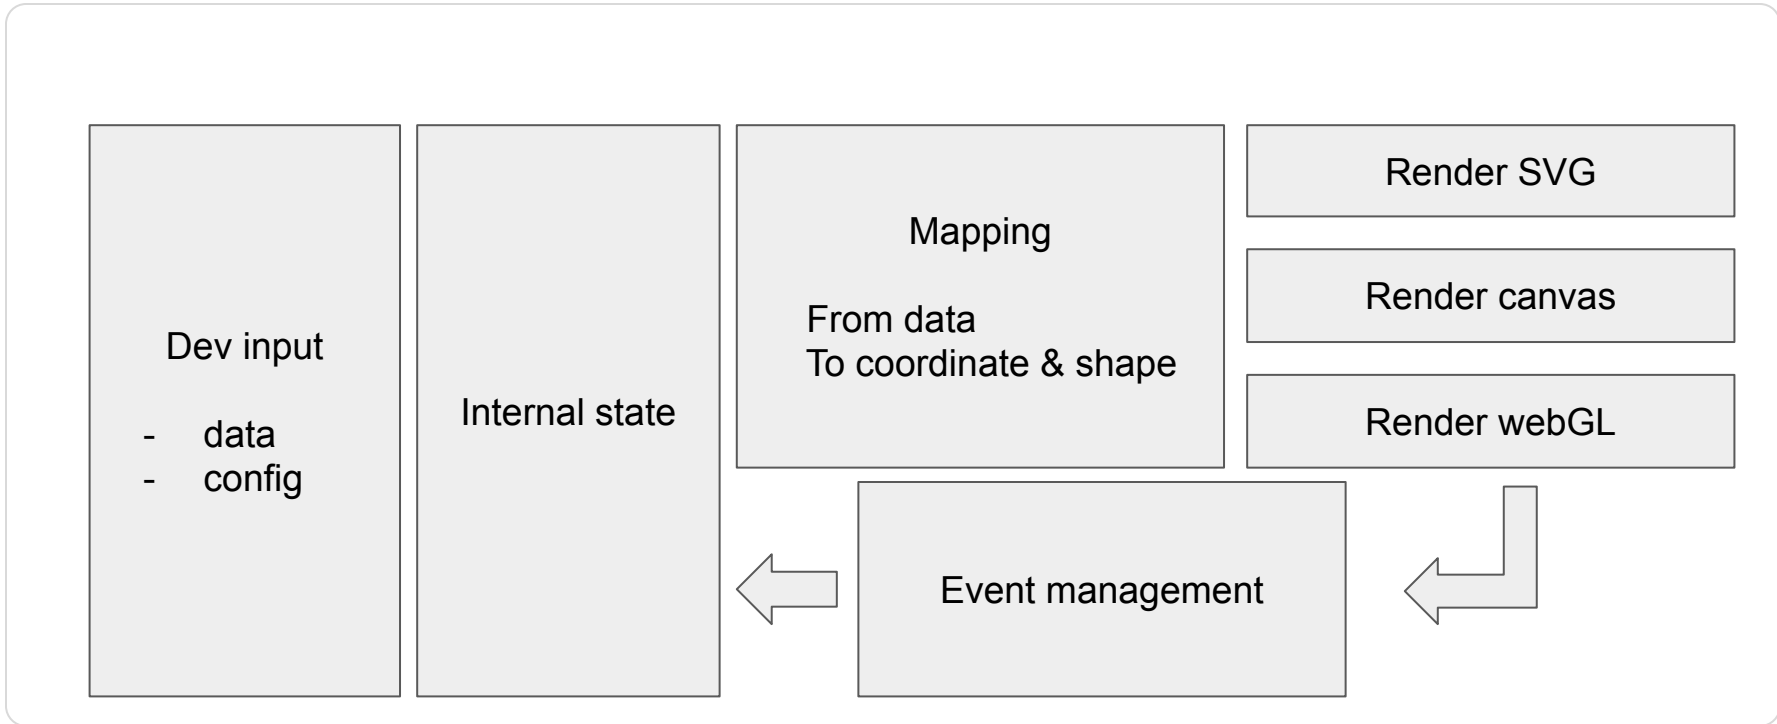 Dev input
- data
- config
Internal state
Mapping
From data
To coordinate & shape
Render SVG
Render canvas
Render webGL
Event management